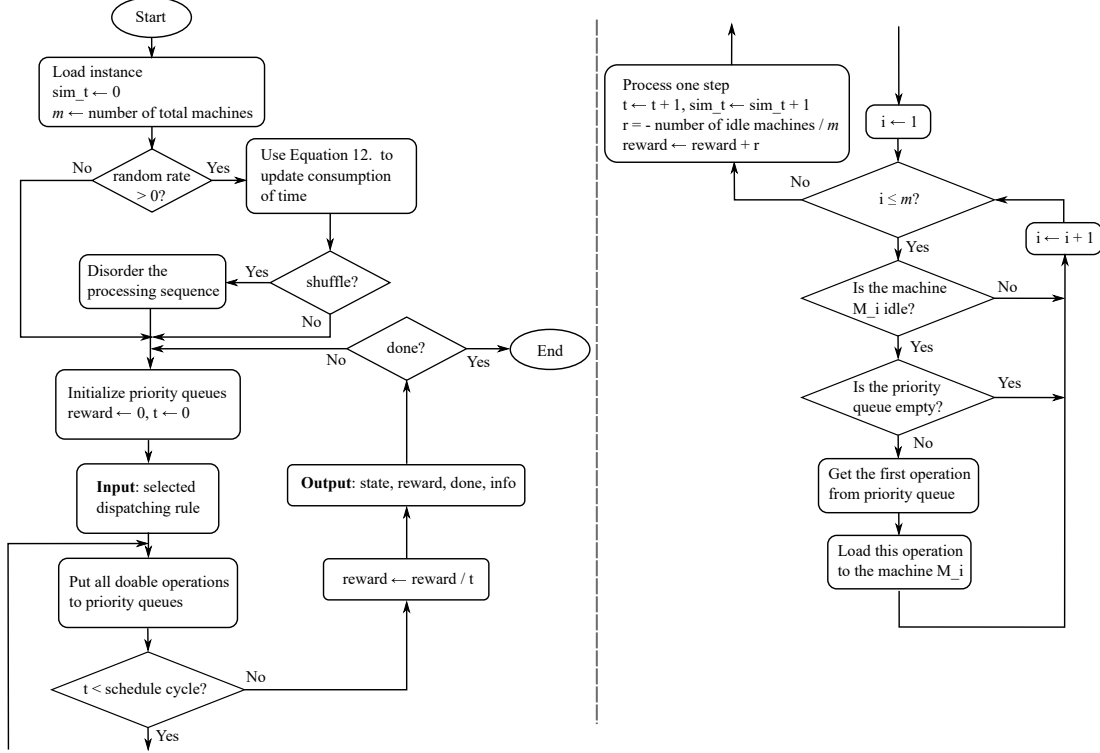 Start
Load instance
sim_t ← 0
m ← number of total machines
No
random rate
> 0?
Yes
Use Equation 12. to
update consumption
of time
Disorder the
processing sequence
Yes
shuffle?
No
done?
No
Yes
End
Initialize priority queues
reward ← 0, t ← 0
Input: selected
dispatching rule
Output: state, reward, done, info
Put all doable operations
to priority queues
reward ← reward / t
t < schedule cycle?
No
Yes
Process one step
t ← t + 1, sim_t ← sim_t + 1
r = - number of idle machines / m
reward ← reward + r
i ← 1
No
i ≤ m?
Yes
i ← i + 1
Is the machine
M_i idle?
No
Yes
Is the priority
queue empty?
Yes
No
Get the first operation
from priority queue
Load this operation
to the machine M_i